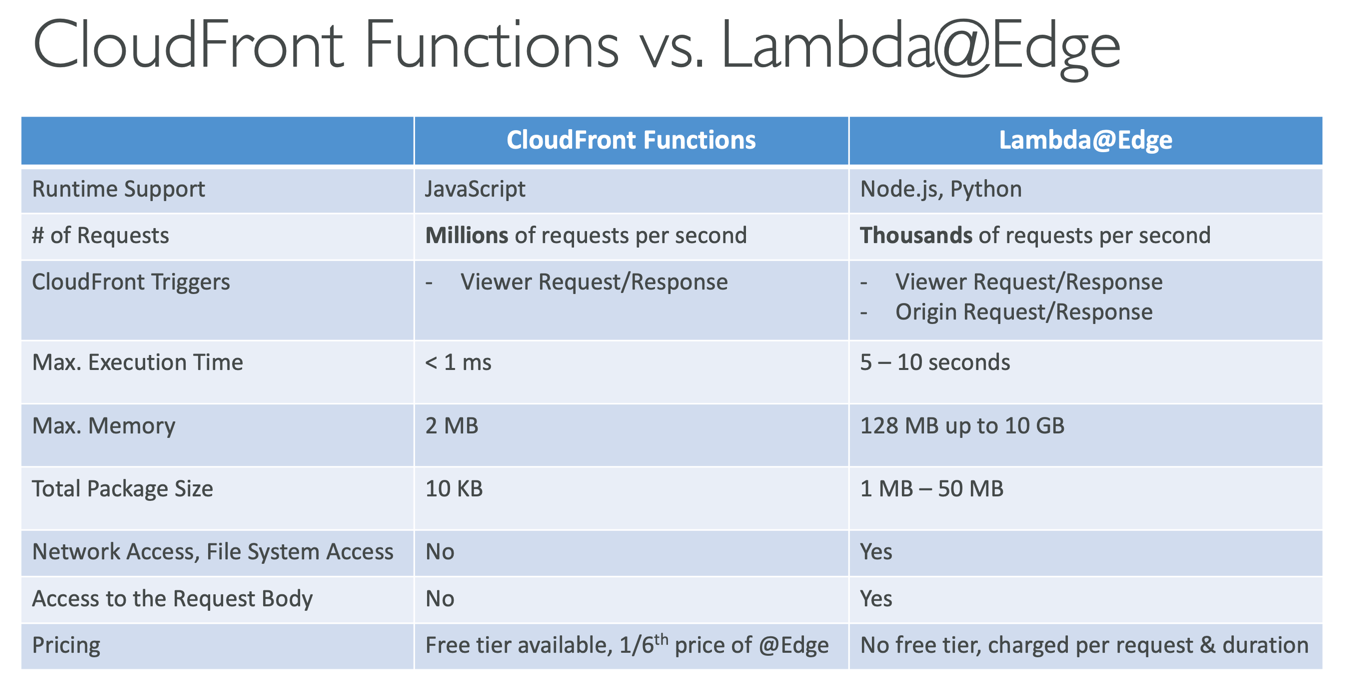 CloudFront Functions vs. Lambda@Edge
CloudFront Functions Lambda@Edge
Runtime Support JavaScript Node.js, Python
# of Requests Millions of requests per second Thousands of requests per second
CloudFront Triggers - Viewer Request/Response - Viewer Request/Response
- Origin Request/Response
Max. Execution Time < 1 ms 5 – 10 seconds
Max. Memory 2 MB 128 MB up to 10 GB
Total Package Size 10 KB 1 MB – 50 MB
Network Access, File System Access No Yes
Access to the Request Body No Yes
Pricing Free tier available, 1/6th price of @Edge No free tier, charged per request & duration